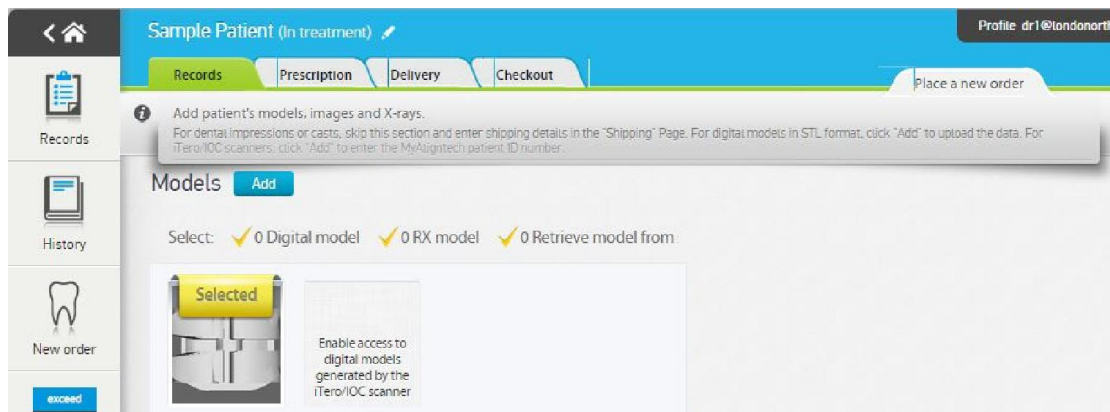 Sample Patient (In treatment)
Profile dr1@londonorth
Records
Prescription
Delivery
Checkout
Place a new order
Records
Add patient's models, images and X-rays.
For dental impressions or casts, skip this section and enter shipping details in the "Shipping" Page. For digital models in STL format, click "Add" to upload the data. For
iTero/IOC scanners, click "Add" to enter the MyAligntech patient ID number.
Models Add
History
Select: 0 Digital model 0 RX model 0 Retrieve model from
Selected
Enable access to
digital models
generated by the
iTero/IOC scanner
New order
exceed